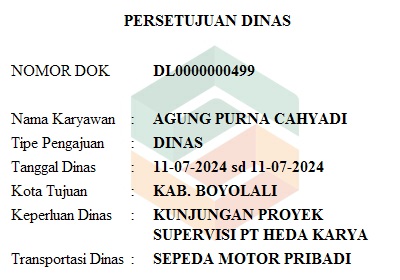 PERSETUJUAN DINAS
NOMOR DOK DL0000000499
Nama Karyawan : AGUNG PURNA CAHYADI
Tipe Pengajuan : DINAS
Tanggal Dinas : 11-07-2024 sd 11-07-2024
Kota Tujuan : KAB. BOYOLALI
Keperluan Dinas : KUNJUNGAN PROYEK
SUPERVISI PT HEDA KARYA
Transportasi Dinas : SEPEDA MOTOR PRIBADI